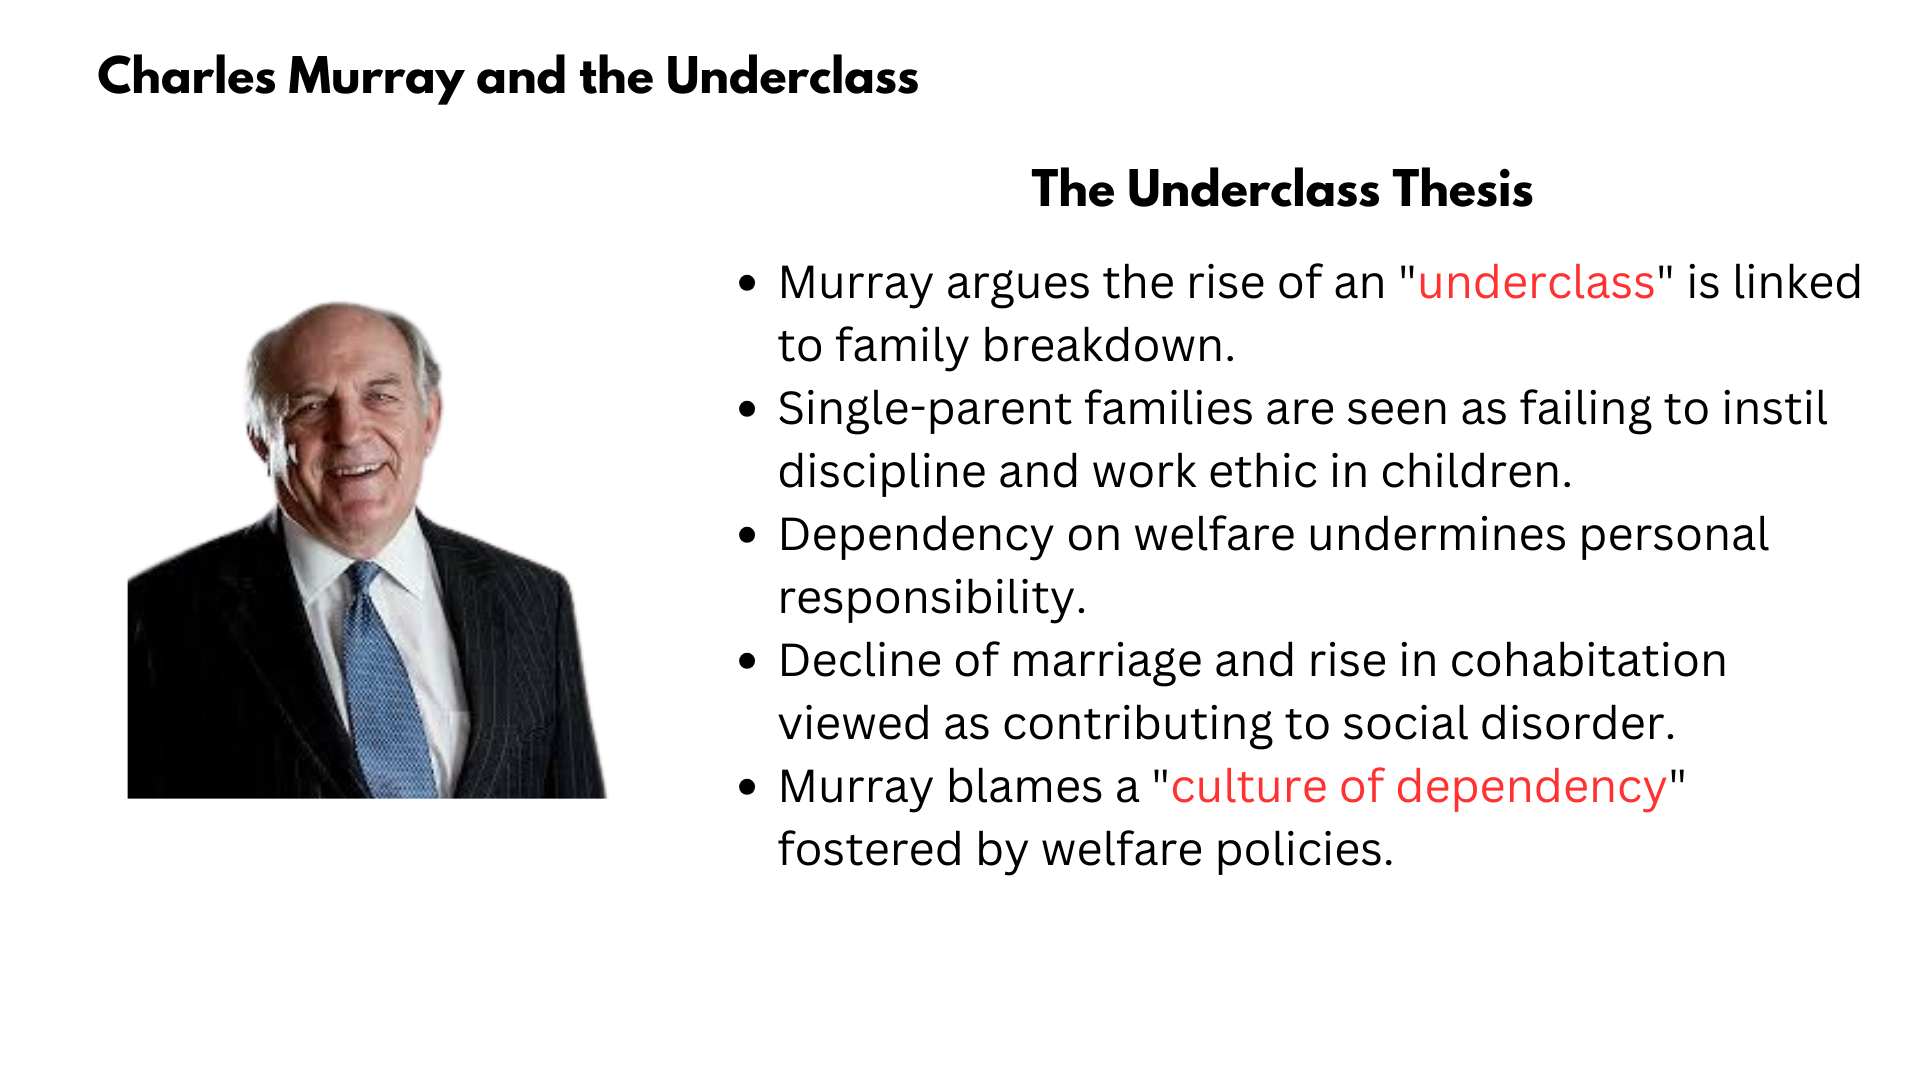 Charles Murray and the Underclass
The Underclass Thesis
• Murray argues the rise of an "underclass" is linked
to family breakdown.
• Single-parent families are seen as failing to instil
discipline and work ethic in children.
• Dependency on welfare undermines personal
responsibility.
• Decline of marriage and rise in cohabitation
viewed as contributing to social disorder.
• Murray blames a "culture of dependency"
fostered by welfare policies.